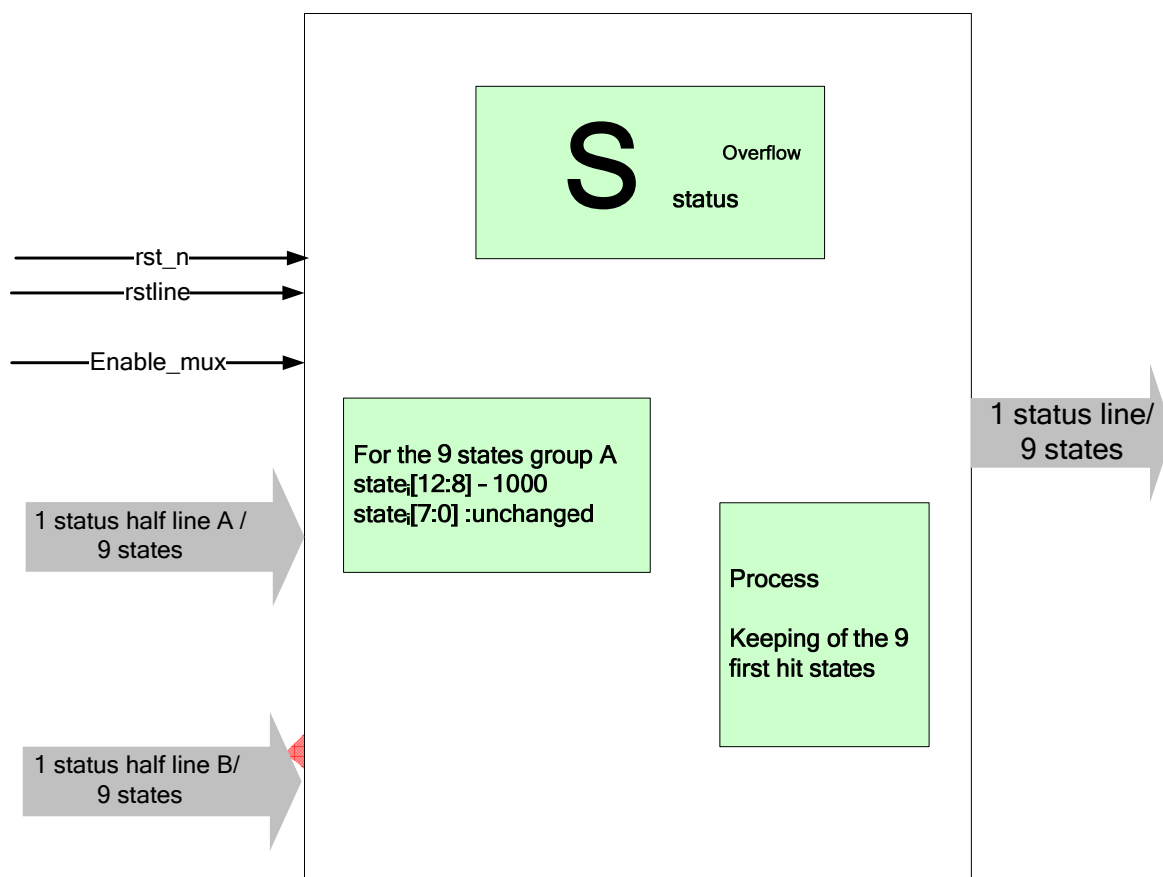 S
Overflow
status
rst_n
rstline
Enable_mux
1 status line/
9 states
For the 9 states group A
stateᵢ[12:8] – 1000
stateᵢ[7:0] :unchanged
1 status half line A /
9 states
Process
Keeping of the 9
first hit states
1 status half line B/
9 states